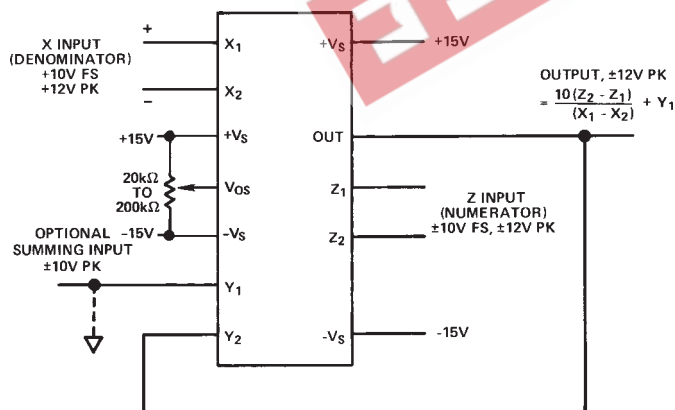 X INPUT
(DENOMINATOR)
+10V FS
+12V PK
+
−
X₁
X₂
+Vₛ
V₀ₛ
-Vₛ
Y₁
Y₂
+15V
20kΩ
TO
200kΩ
-15V
OPTIONAL
SUMMING INPUT
±10V PK
+Vₛ
OUT
Z₁
Z₂
-Vₛ
+15V
OUTPUT, ±12V PK
= 10(Z₂ - Z₁) / (X₁ - X₂) + Y₁
Z INPUT
(NUMERATOR)
±10V FS, ±12V PK
-15V